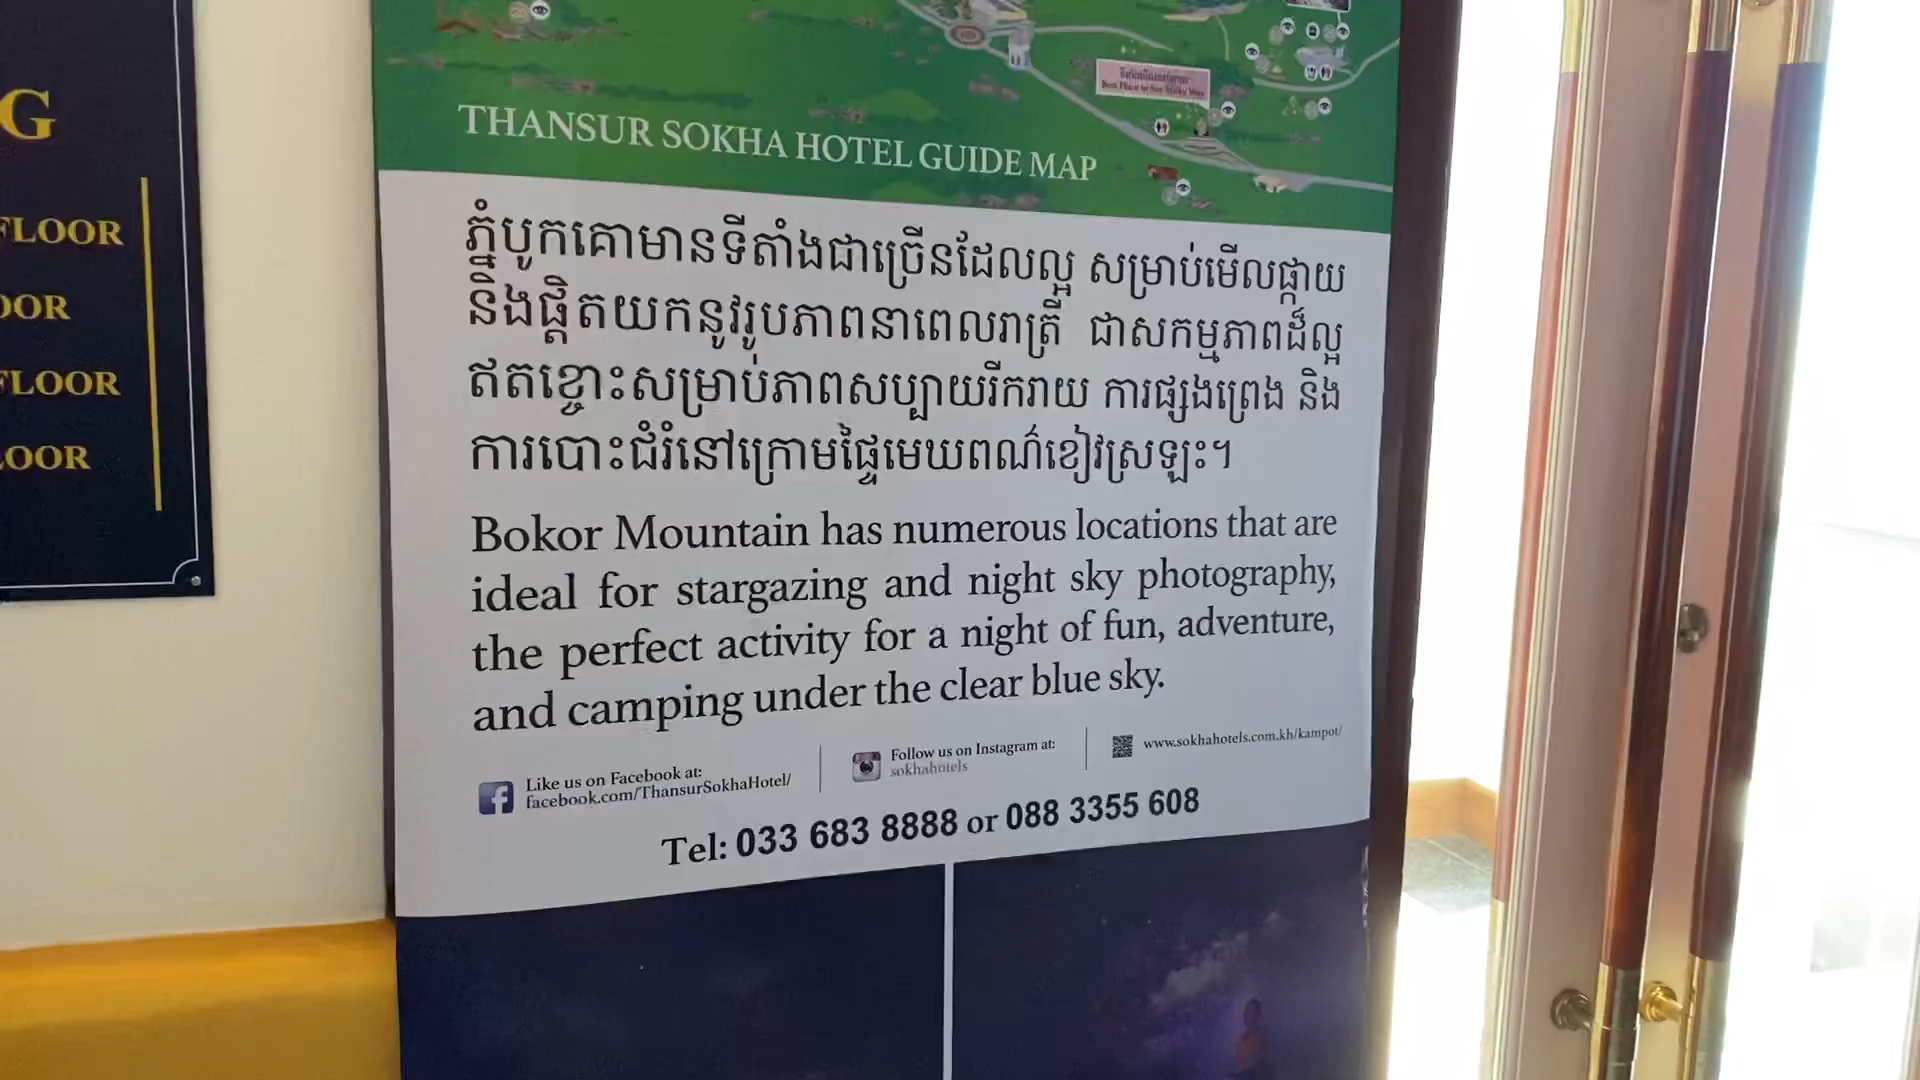 G
FLOOR
OOR
FLOOR
LOOR
Best Place to See Milky Way
THANSUR SOKHA HOTEL GUIDE MAP
ភ្នំបូកគោមានទីតាំងជាច្រើនដែលល្អ សម្រាប់មើលផ្កាយ
និងផ្តិតយកនូវរូបភាពនាពេលរាត្រី ជាសកម្មភាពដ៏ល្អ
ឥតខ្ចោះសម្រាប់ភាពសប្បាយរីករាយ ការផ្សងព្រេង និង
ការបោះជំរំនៅក្រោមផ្ទៃមេឃពណ៌ខៀវស្រឡះ។
Bokor Mountain has numerous locations that are
ideal for stargazing and night sky photography,
the perfect activity for a night of fun, adventure,
and camping under the clear blue sky.
Like us on Facebook at:
facebook.com/ThansurSokhaHotel/
Follow us on Instagram at:
sokhahotels
www.sokhahotels.com.kh/kampot/
Tel: 033 683 8888 or 088 3355 608